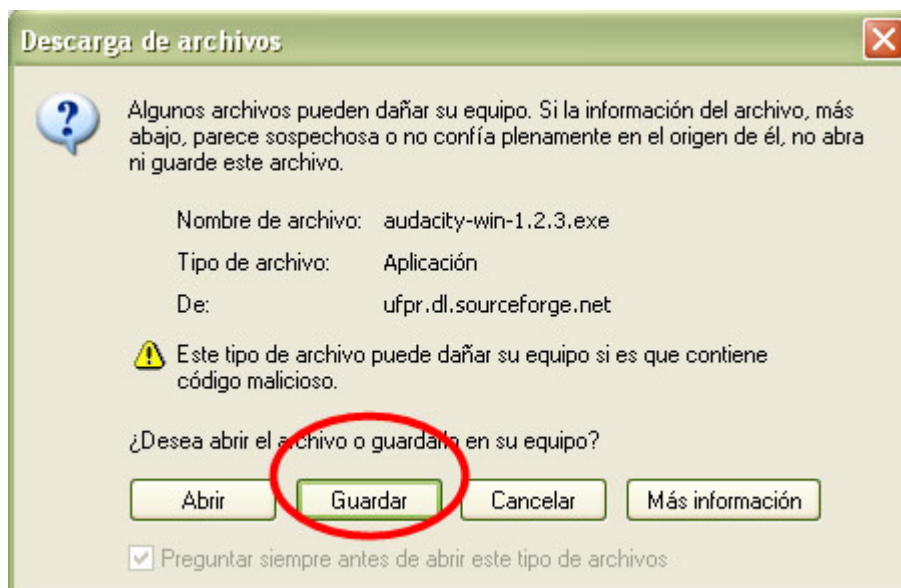 Descarga de archivos
Algunos archivos pueden dañar su equipo. Si la información del archivo, más
abajo, parece sospechosa o no confía plenamente en el origen de él, no abra
ni guarde este archivo.
Nombre de archivo: audacity-win-1.2.3.exe
Tipo de archivo: Aplicación
De: ufpr.dl.sourceforge.net
Este tipo de archivo puede dañar su equipo si es que contiene
código malicioso.
¿Desea abrir el archivo o guardarlo en su equipo?
Abrir Guardar Cancelar Más información
Preguntar siempre antes de abrir este tipo de archivos